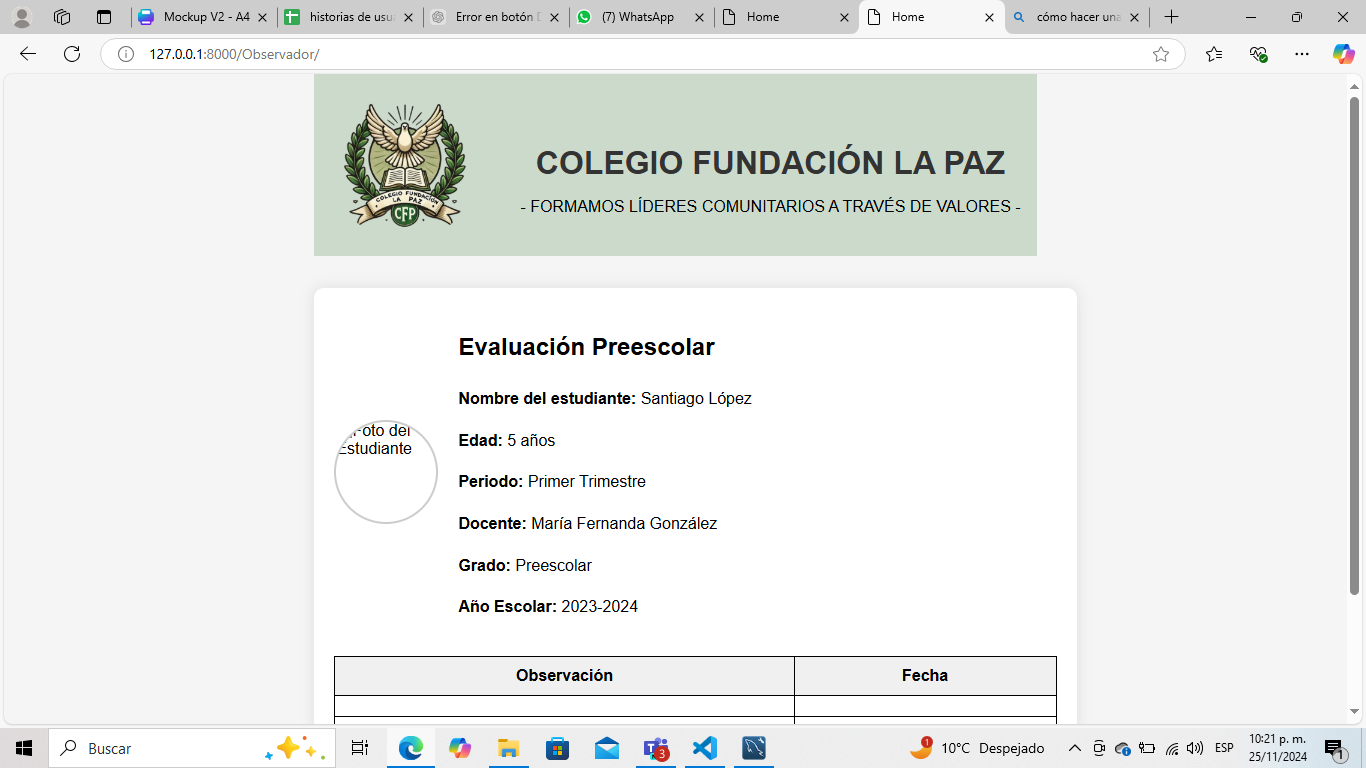 Mockup V2 - A4
historias de usu
Error en botón D
(7) WhatsApp
Home
Home
cómo hacer una
127.0.0.1:8000/Observador/
COLEGIO FUNDACIÓN LA PAZ
CFP
COLEGIO FUNDACIÓN LA PAZ
- FORMAMOS LÍDERES COMUNITARIOS A TRAVÉS DE VALORES -
Evaluación Preescolar
Nombre del estudiante: Santiago López
Foto del
Estudiante
Edad: 5 años
Periodo: Primer Trimestre
Docente: María Fernanda González
Grado: Preescolar
Año Escolar: 2023-2024
Observación Fecha
Buscar
3
1
10°C Despejado
ESP
10:21 p. m.
25/11/2024
1